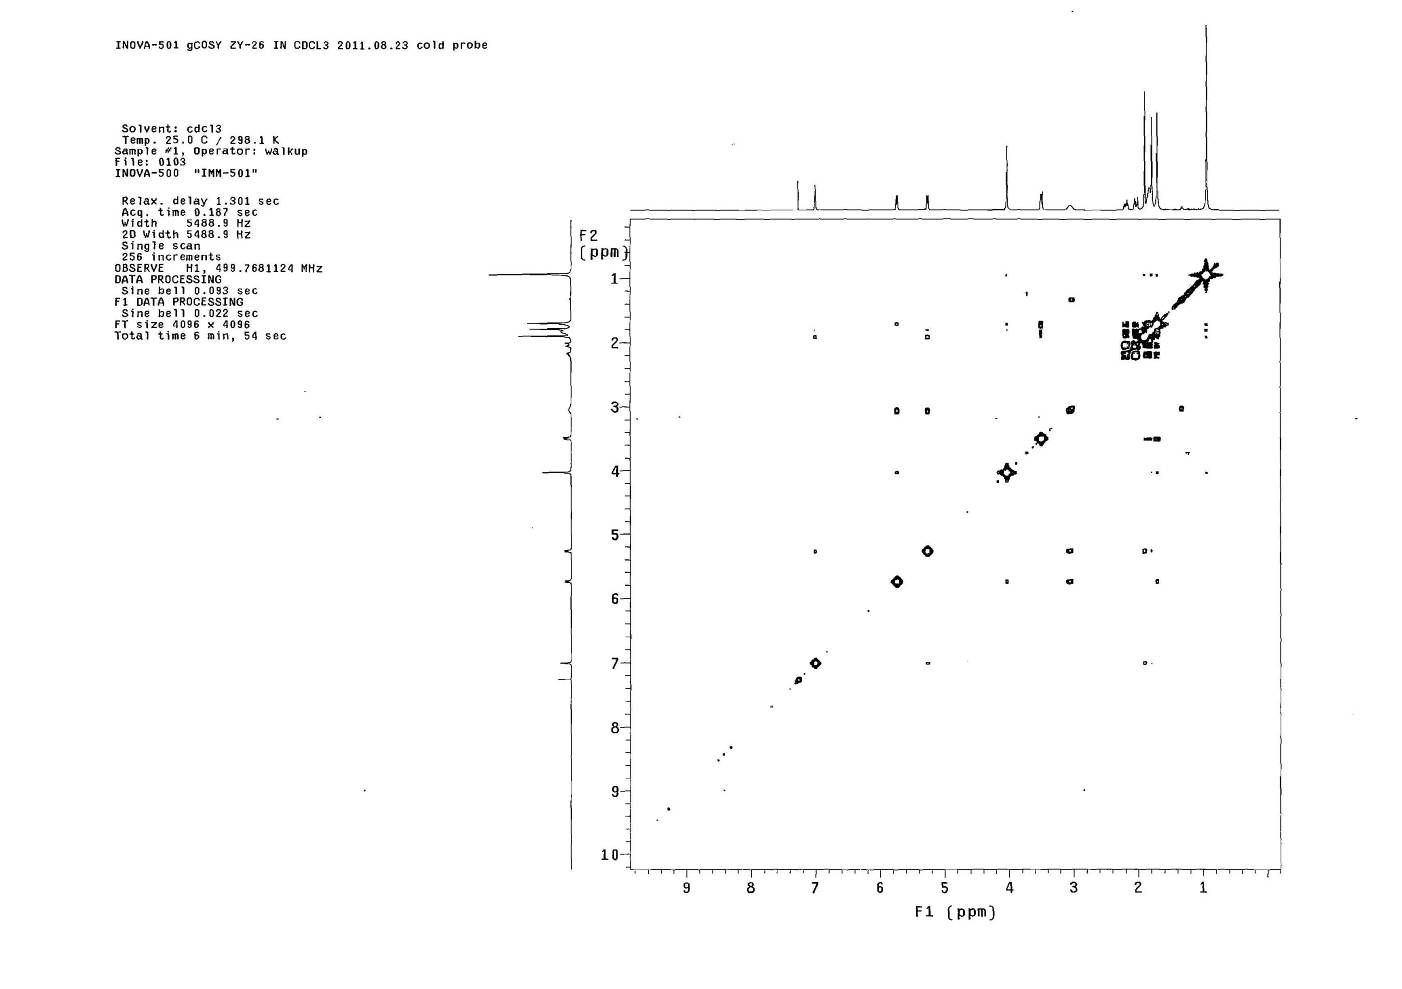 INOVA-501 gCOSY ZY-26 IN CDCL3 2011.08.23 cold probe
Solvent: cdcl3
Temp. 25.0 C / 298.1 K
Sample #1, Operator: walkup
File: 0103
INOVA-500 "IMM-501"
Relax. delay 1.301 sec
Acq. time 0.187 sec
Width 5488.9 Hz
2D Width 5488.9 Hz
Single scan
256 increments
OBSERVE H1, 499.7681124 MHz
DATA PROCESSING
Sine bell 0.093 sec
F1 DATA PROCESSING
Sine bell 0.022 sec
FT size 4096 x 4096
Total time 6 min, 54 sec
F2
(ppm)
1
2
3
4
5
6
7
8
9
10
9 8 7 6 5 4 3 2 1
F1 (ppm)